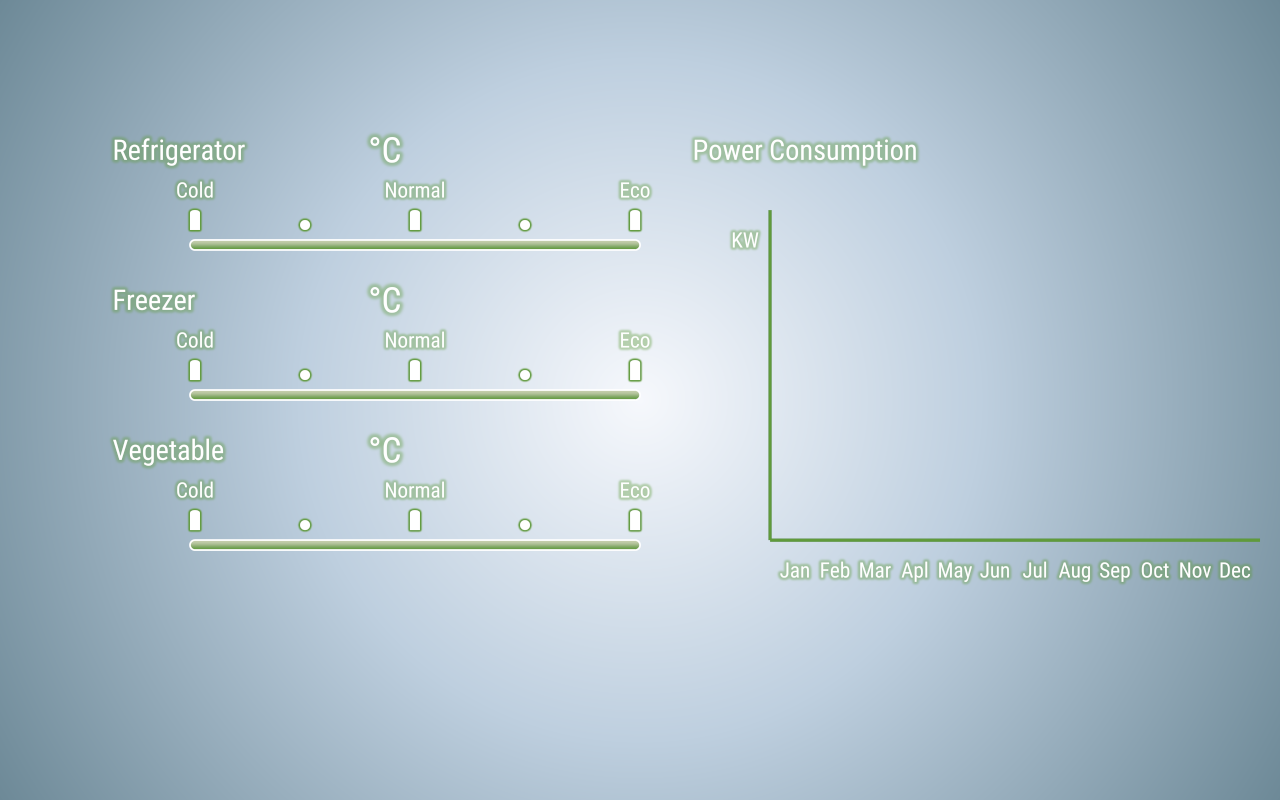 Refrigerator °C
Cold Normal Eco
Freezer °C
Cold Normal Eco
Vegetable °C
Cold Normal Eco
Power Consumption
KW
Jan Feb Mar Apl May Jun Jul Aug Sep Oct Nov Dec